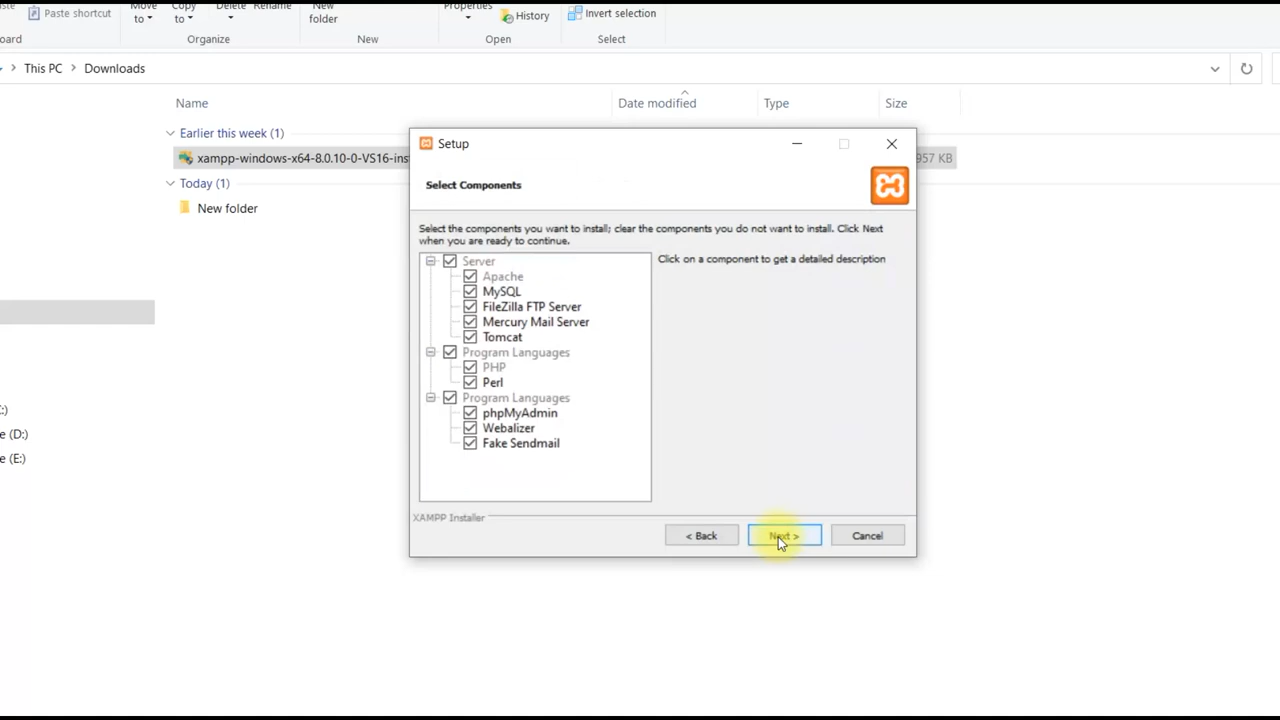 Paste shortcut
Move to
Copy to
Delete
Rename
New folder
Properties
History
Invert selection
Organize
New
Open
Select
This PC
Downloads
Name
Date modified
Type
Size
Earlier this week (1)
xampp-windows-x64-8.0.10-0-VS16-ins
957 KB
Today (1)
New folder
(D:)
(E:)
Setup
Select Components
Select the components you want to install; clear the components you do not want to install. Click Next
when you are ready to continue.
Server
Apache
MySQL
FileZilla FTP Server
Mercury Mail Server
Tomcat
Program Languages
PHP
Perl
Program Languages
phpMyAdmin
Webalizer
Fake Sendmail
Click on a component to get a detailed description
XAMPP Installer
< Back
Next >
Cancel